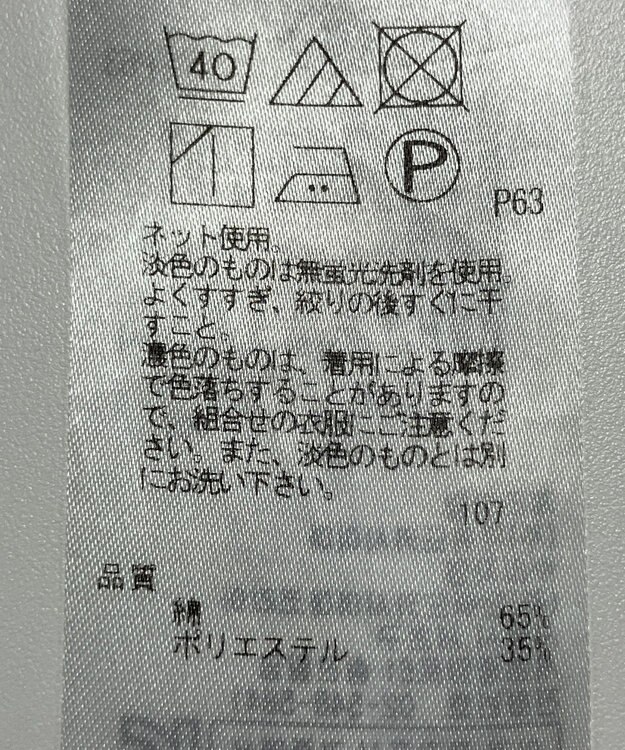 40
P
P63
ネット使用。
淡色のものは無蛍光洗剤を使用。
よくすすぎ、絞りの後すぐに干
すこと。
濃色のものは、着用による摩擦
で色落ちすることがありますの
で、組合せの衣服にご注意くだ
さい。また、淡色のものとは別
にお洗い下さい。
107
品質
綿 65%
ポリエステル 35%